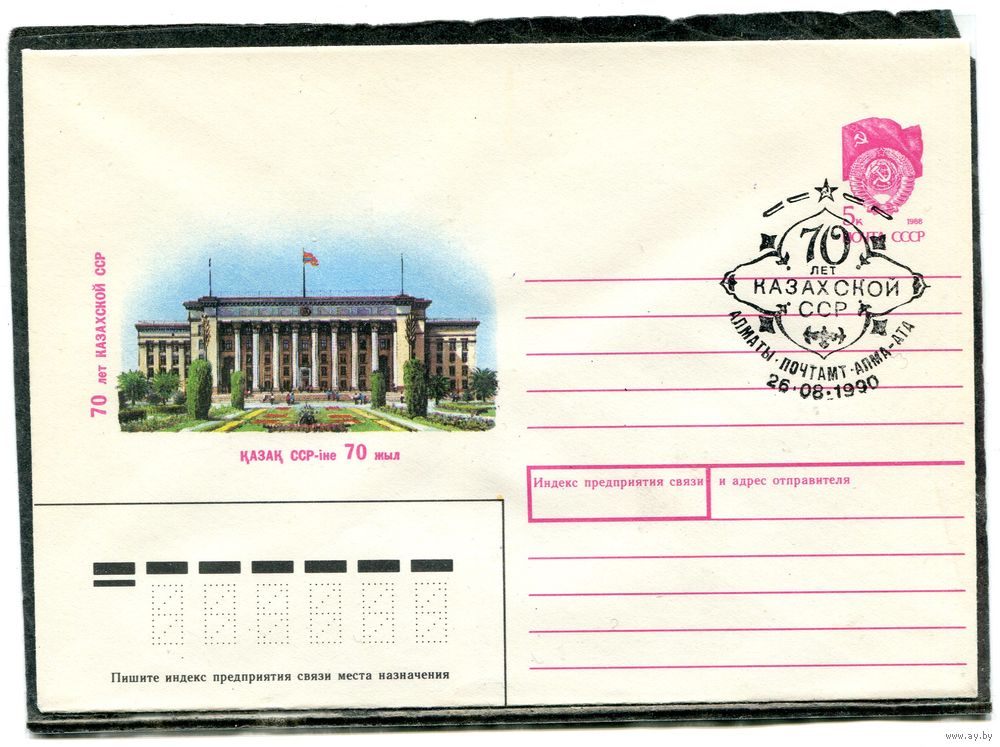 5к
1988
ПОЧТА СССР
70
ЛЕТ
КАЗАХСКОЙ
ССР
АЛМАТЫ · ПОЧТАМТ · АЛМА-АТА
26·08·1990
70 лет КАЗАХСКОЙ ССР
ҚАЗАҚ ССР-іне 70 жыл
Индекс предприятия связи и адрес отправителя
Пишите индекс предприятия связи места назначения
www.ay.by